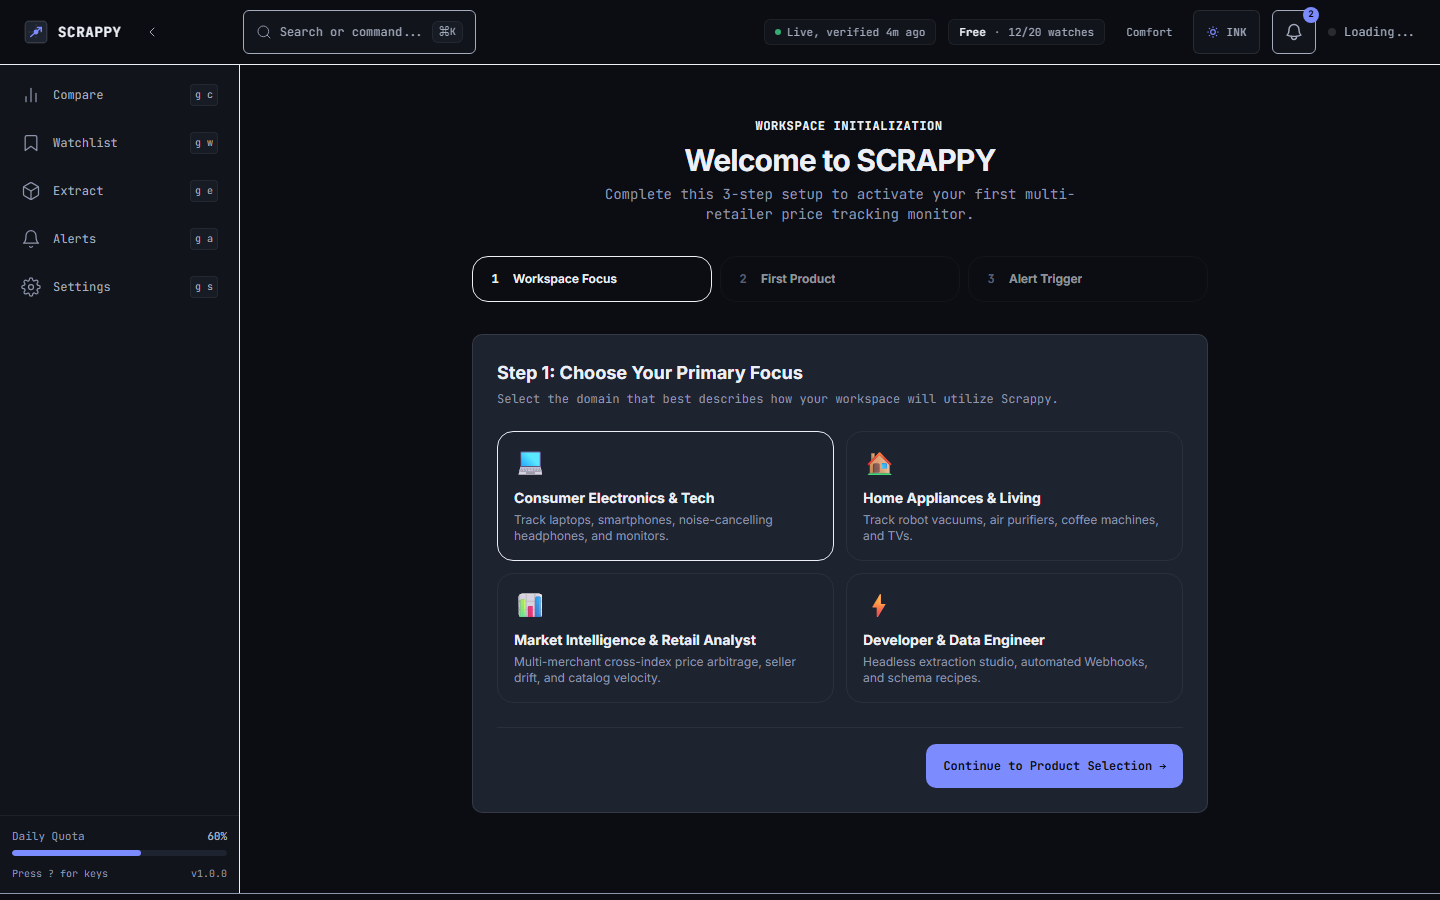 SCRAPPY
Search or command... ⌘K
Live, verified 4m ago
Free · 12/20 watches
Comfort
INK
2
Loading...
Compare g c
Watchlist g w
Extract g e
Alerts g a
Settings g s
WORKSPACE INITIALIZATION
Welcome to SCRAPPY
Complete this 3-step setup to activate your first multi-
retailer price tracking monitor.
1 Workspace Focus
2 First Product
3 Alert Trigger
Step 1: Choose Your Primary Focus
Select the domain that best describes how your workspace will utilize Scrappy.
Consumer Electronics & Tech
Track laptops, smartphones, noise-cancelling
headphones, and monitors.
Home Appliances & Living
Track robot vacuums, air purifiers, coffee machines,
and TVs.
Market Intelligence & Retail Analyst
Multi-merchant cross-index price arbitrage, seller
drift, and catalog velocity.
Developer & Data Engineer
Headless extraction studio, automated Webhooks,
and schema recipes.
Continue to Product Selection →
Daily Quota 60%
Press ? for keys v1.0.0